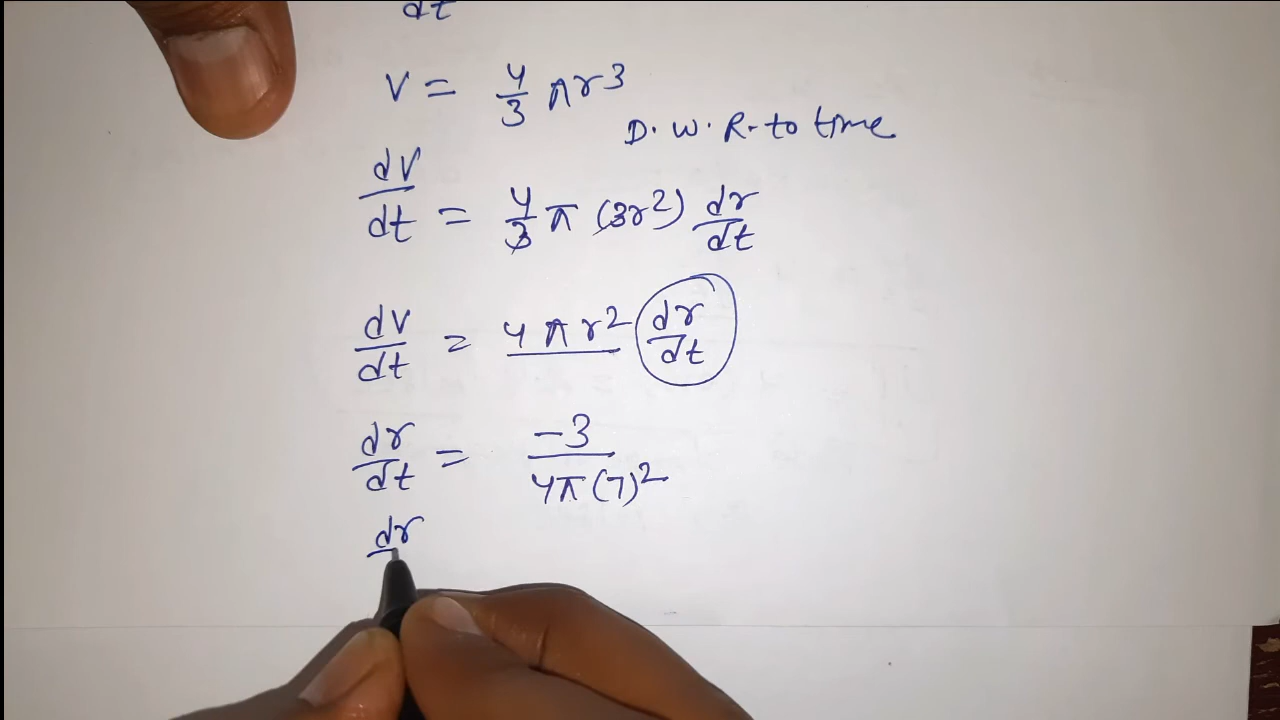 dt
V = 4/3 πr3
D. W. R. to time
dV/dt = 4/3 π (3r2) dr/dt
dV/dt = 4πr2 dr/dt
dr/dt = -3/4π(7)2
dr